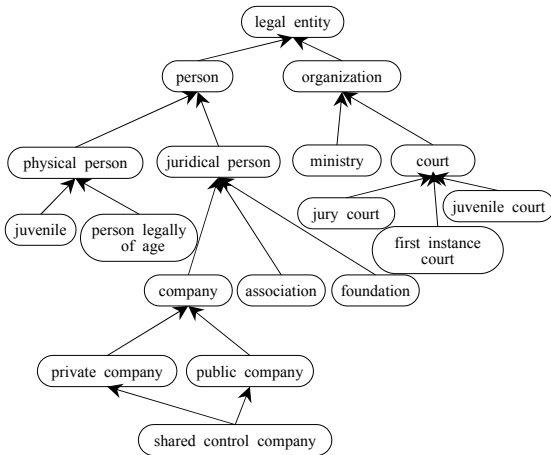 legal entity
person
organization
physical person
juridical person
ministry
court
juvenile
person legally
of age
jury court
first instance
court
juvenile court
company
association
foundation
private company
public company
shared control company